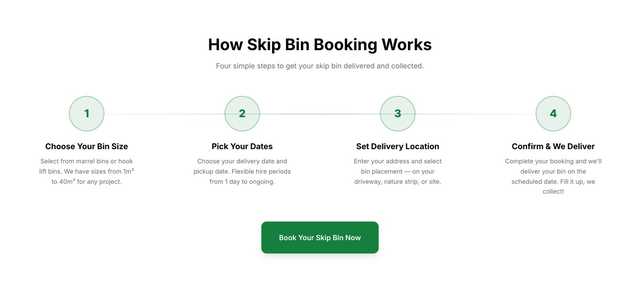 How Skip Bin Booking Works
Four simple steps to get your skip bin delivered and collected.
1
2
3
4
Choose Your Bin Size
Select from marrel bins or hook
lift bins. We have sizes from 1m³
to 40m³ for any project.
Pick Your Dates
Choose your delivery date and
pickup date. Flexible hire periods
from 1 day to ongoing.
Set Delivery Location
Enter your address and select
bin placement — on your
driveway, nature strip, or site.
Confirm & We Deliver
Complete your booking and we'll
deliver your bin on the
scheduled date. Fill it up, we
collect!
Book Your Skip Bin Now